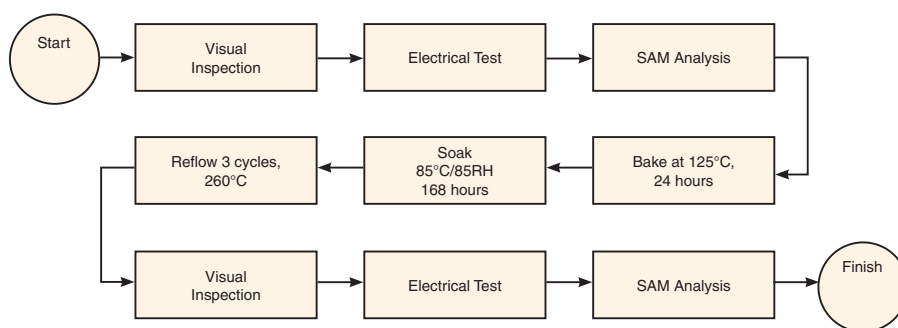 Start
Visual
Inspection
Electrical Test
SAM Analysis
Bake at 125°C,
24 hours
Soak
85°C/85RH
168 hours
Reflow 3 cycles,
260°C
Visual
Inspection
Electrical Test
SAM Analysis
Finish